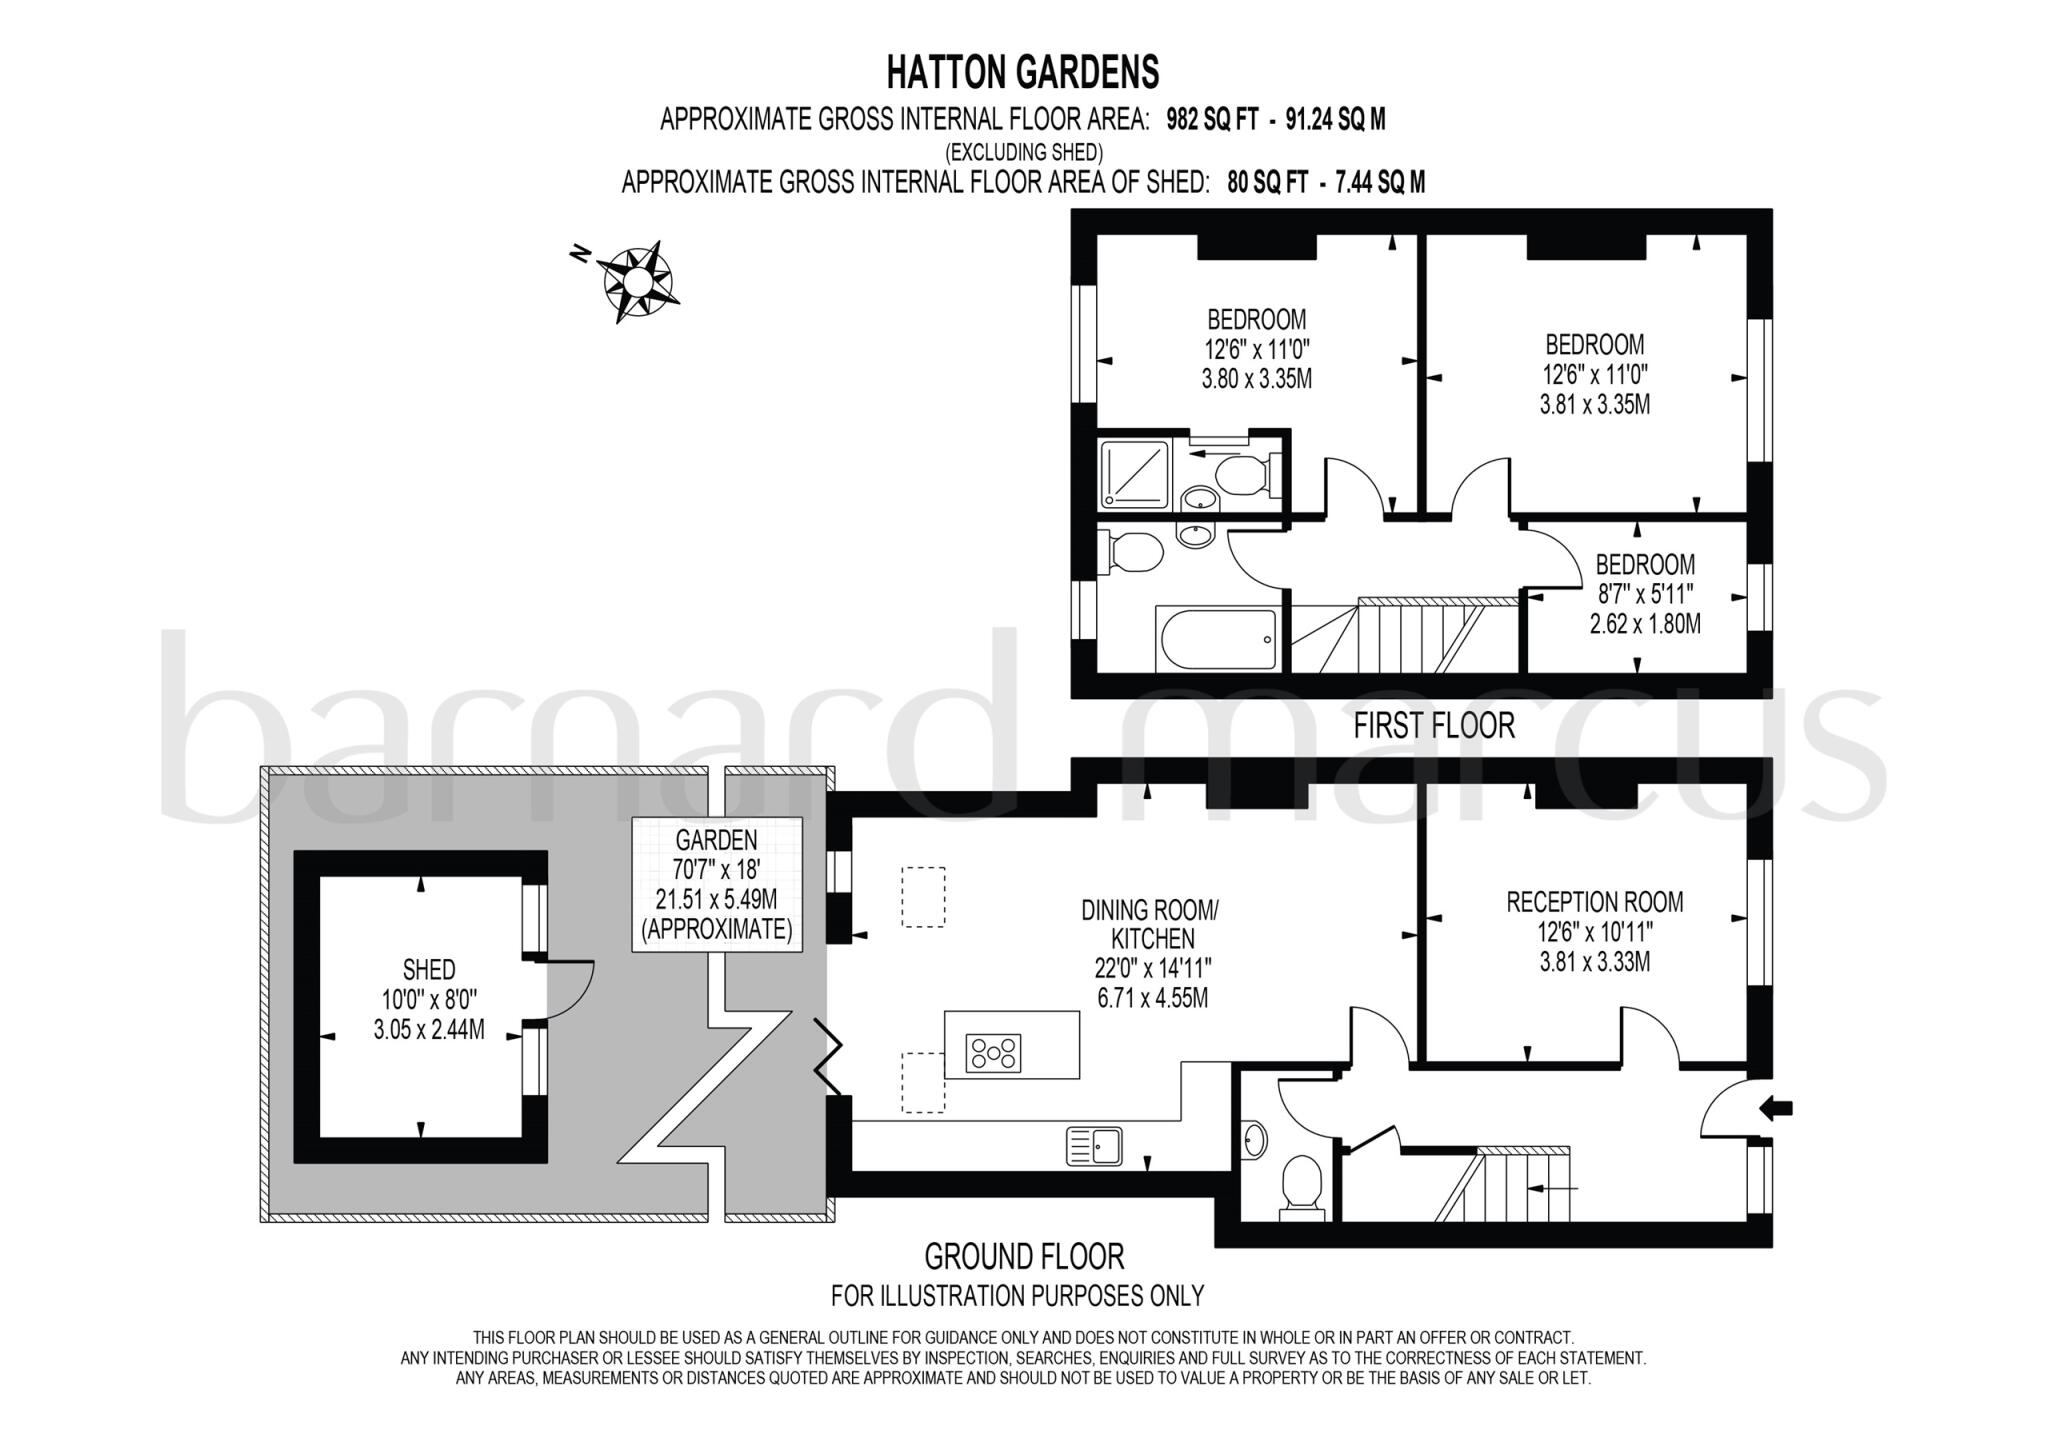 HATTON GARDENS
APPROXIMATE GROSS INTERNAL FLOOR AREA: 982 SQ FT - 91.24 SQ M
(EXCLUDING SHED)
APPROXIMATE GROSS INTERNAL FLOOR AREA OF SHED: 80 SQ FT - 7.44 SQ M
N
BEDROOM
12'6" x 11'0"
3.80 x 3.35M
BEDROOM
12'6" x 11'0"
3.81 x 3.35M
BEDROOM
8'7" x 5'11"
2.62 x 1.80M
barnard marcus
FIRST FLOOR
GARDEN
70'7" x 18'
21.51 x 5.49M
(APPROXIMATE)
SHED
10'0" x 8'0"
3.05 x 2.44M
DINING ROOM/
KITCHEN
22'0" x 14'11"
6.71 x 4.55M
RECEPTION ROOM
12'6" x 10'11"
3.81 x 3.33M
GROUND FLOOR
FOR ILLUSTRATION PURPOSES ONLY
THIS FLOOR PLAN SHOULD BE USED AS A GENERAL OUTLINE FOR GUIDANCE ONLY AND DOES NOT CONSTITUTE IN WHOLE OR IN PART AN OFFER OR CONTRACT.
ANY INTENDING PURCHASER OR LESSEE SHOULD SATISFY THEMSELVES BY INSPECTION, SEARCHES, ENQUIRIES AND FULL SURVEY AS TO THE CORRECTNESS OF EACH STATEMENT.
ANY AREAS, MEASUREMENTS OR DISTANCES QUOTED ARE APPROXIMATE AND SHOULD NOT BE USED TO VALUE A PROPERTY OR BE THE BASIS OF ANY SALE OR LET.